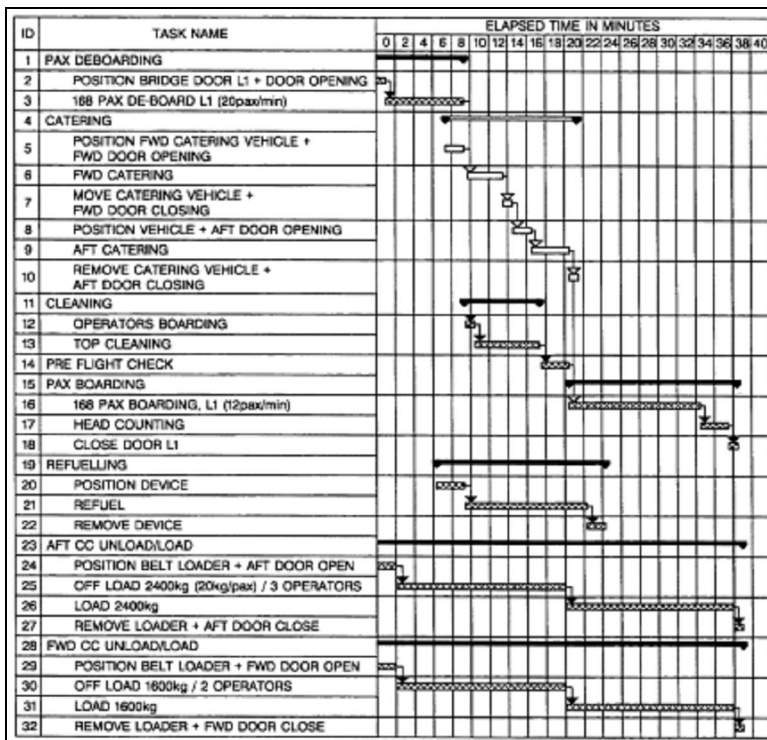 ID TASK NAME ELAPSED TIME IN MINUTES
0 2 4 6 8 10 12 14 16 18 20 22 24 26 28 30 32 34 36 38 40
1 PAX DEBOARDING
2 POSITION BRIDGE DOOR L1 + DOOR OPENING
3 168 PAX DE-BOARD L1 (20pax/min)
4 CATERING
5 POSITION FWD CATERING VEHICLE +
FWD DOOR OPENING
6 FWD CATERING
7 MOVE CATERING VEHICLE +
FWD DOOR CLOSING
8 POSITION VEHICLE + AFT DOOR OPENING
9 AFT CATERING
10 REMOVE CATERING VEHICLE +
AFT DOOR CLOSING
11 CLEANING
12 OPERATORS BOARDING
13 TOP CLEANING
14 PRE FLIGHT CHECK
15 PAX BOARDING
16 168 PAX BOARDING, L1 (12pax/min)
17 HEAD COUNTING
18 CLOSE DOOR L1
19 REFUELLING
20 POSITION DEVICE
21 REFUEL
22 REMOVE DEVICE
23 AFT CC UNLOAD/LOAD
24 POSITION BELT LOADER + AFT DOOR OPEN
25 OFF LOAD 2400kg (20kg/pax) / 3 OPERATORS
26 LOAD 2400kg
27 REMOVE LOADER + AFT DOOR CLOSE
28 FWD CC UNLOAD/LOAD
29 POSITION BELT LOADER + FWD DOOR OPEN
30 OFF LOAD 1600kg / 2 OPERATORS
31 LOAD 1600kg
32 REMOVE LOADER + FWD DOOR CLOSE